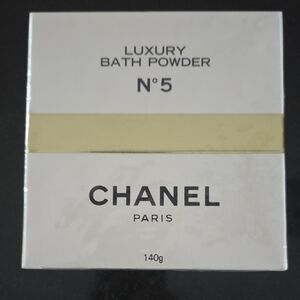 LUXURY
BATH POWDER
N°5
CHANEL
PARIS
140g